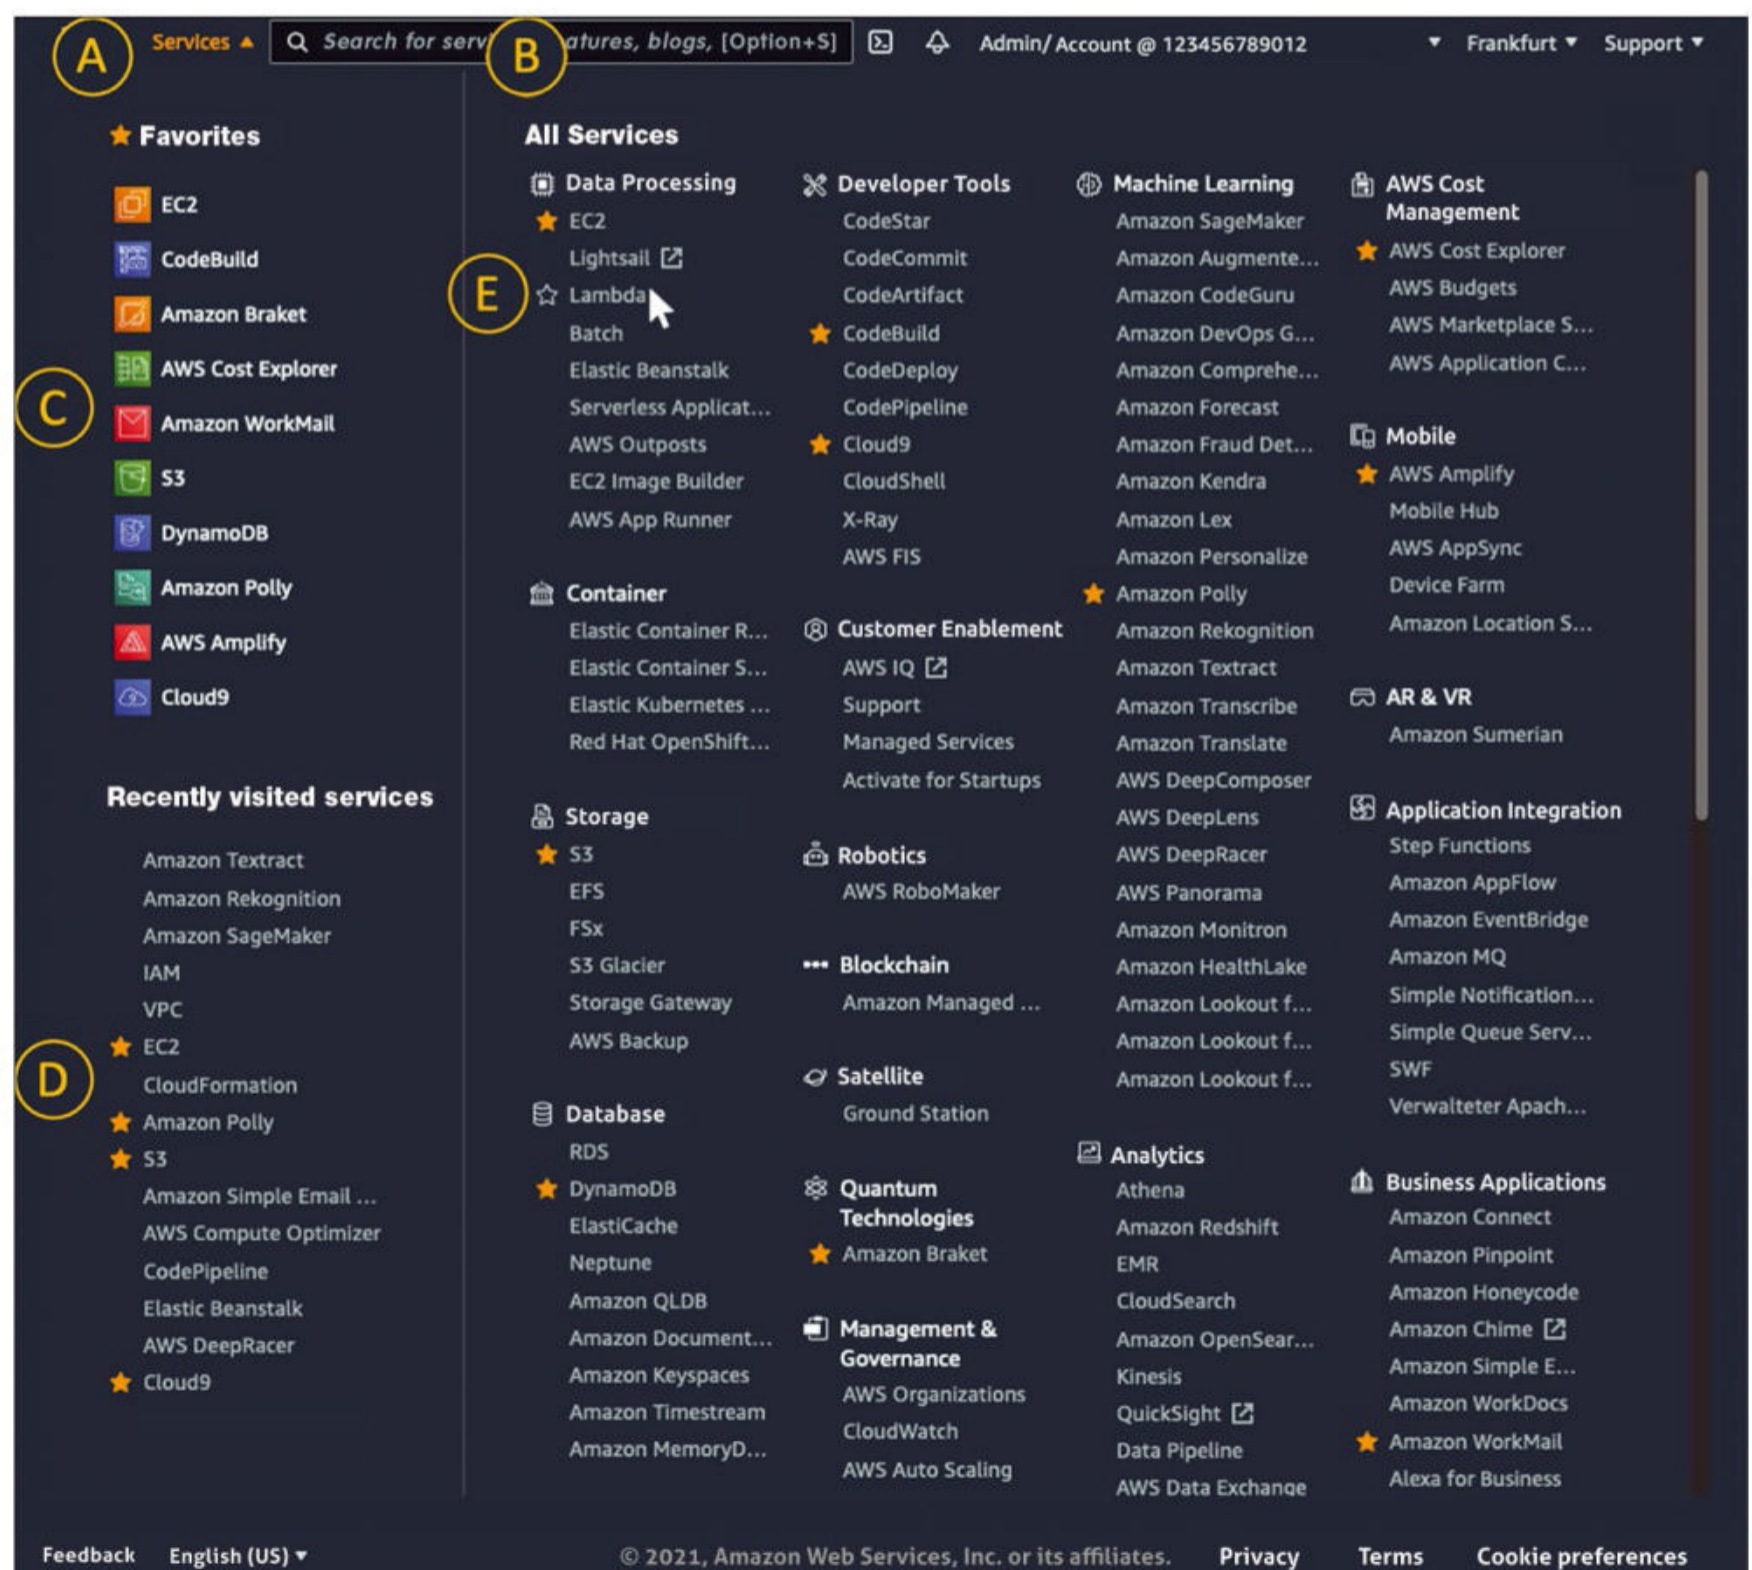 A
Services ▲
Search for serv
B
atures, blogs, [Option+S]
Admin/ Account @ 123456789012
Frankfurt ▼
Support ▼
Favorites
EC2
CodeBuild
Amazon Braket
AWS Cost Explorer
C
Amazon WorkMail
S3
DynamoDB
Amazon Polly
AWS Amplify
Cloud9
Recently visited services
Amazon Textract
Amazon Rekognition
Amazon SageMaker
IAM
VPC
EC2
D
CloudFormation
Amazon Polly
S3
Amazon Simple Email ...
AWS Compute Optimizer
CodePipeline
Elastic Beanstalk
AWS DeepRacer
Cloud9
All Services
Data Processing
EC2
Lightsail
E
Lambda
Batch
Elastic Beanstalk
Serverless Applicat...
AWS Outposts
EC2 Image Builder
AWS App Runner
Container
Elastic Container R...
Elastic Container S...
Elastic Kubernetes ...
Red Hat OpenShift...
Storage
S3
EFS
FSx
S3 Glacier
Storage Gateway
AWS Backup
Database
RDS
DynamoDB
ElastiCache
Neptune
Amazon QLDB
Amazon Document...
Amazon Keyspaces
Amazon Timestream
Amazon MemoryD...
Developer Tools
CodeStar
CodeCommit
CodeArtifact
CodeBuild
CodeDeploy
CodePipeline
Cloud9
CloudShell
X-Ray
AWS FIS
Customer Enablement
AWS IQ
Support
Managed Services
Activate for Startups
Robotics
AWS RoboMaker
Blockchain
Amazon Managed ...
Satellite
Ground Station
Quantum
Technologies
Amazon Braket
Management &
Governance
AWS Organizations
CloudWatch
AWS Auto Scaling
Machine Learning
Amazon SageMaker
Amazon Augmente...
Amazon CodeGuru
Amazon DevOps G...
Amazon Comprehe...
Amazon Forecast
Amazon Fraud Det...
Amazon Kendra
Amazon Lex
Amazon Personalize
Amazon Polly
Amazon Rekognition
Amazon Textract
Amazon Transcribe
Amazon Translate
AWS DeepComposer
AWS DeepLens
AWS DeepRacer
AWS Panorama
Amazon Monitron
Amazon HealthLake
Amazon Lookout f...
Amazon Lookout f...
Amazon Lookout f...
Analytics
Athena
Amazon Redshift
EMR
CloudSearch
Amazon OpenSear...
Kinesis
QuickSight
Data Pipeline
AWS Data Exchange
AWS Cost
Management
AWS Cost Explorer
AWS Budgets
AWS Marketplace S...
AWS Application C...
Mobile
AWS Amplify
Mobile Hub
AWS AppSync
Device Farm
Amazon Location S...
AR & VR
Amazon Sumerian
Application Integration
Step Functions
Amazon AppFlow
Amazon EventBridge
Amazon MQ
Simple Notification...
Simple Queue Serv...
SWF
Verwalteter Apach...
Business Applications
Amazon Connect
Amazon Pinpoint
Amazon Honeycode
Amazon Chime
Amazon Simple E...
Amazon WorkDocs
Amazon WorkMail
Alexa for Business
Feedback
English (US) ▼
© 2021, Amazon Web Services, Inc. or its affiliates.
Privacy
Terms
Cookie preferences